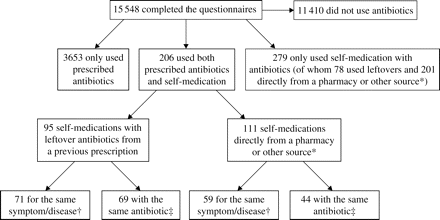 15 548 completed the questionnaires
11 410 did not use antibiotics
3653 only used
prescribed
antibiotics
206 used both
prescribed antibiotics
and self-medication
279 only used self-medication with
antibiotics (of whom 78 used leftovers and 201
directly from a pharmacy or other source*)
95 self-medications with
leftover antibiotics from
a previous prescription
111 self-medications
directly from a pharmacy
or other source*
71 for the same
symptom/disease†
69 with the
same antibiotic‡
59 for the same
symptom/disease†
44 with the
same antibiotic‡